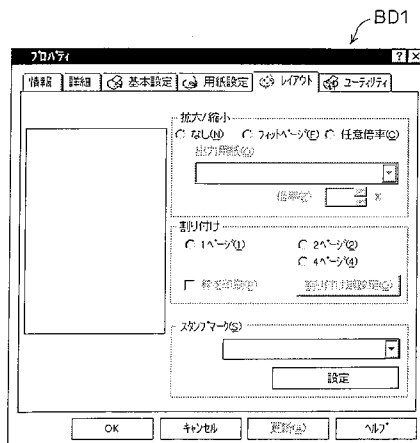 BD1
プロパティ
情報 詳細 基本設定 用紙設定 レイアウト ユーティリティ
拡大/縮小
なし(N) フィットページ(F) 任意倍率(C)
出力用紙(O)
倍率(Z) %
割り付け
1ページ(1) 2ページ(2)
4ページ(4)
枠を印刷(P)
スタンプマーク(S)
設定
OK キャンセル 更新(A) ヘルプ